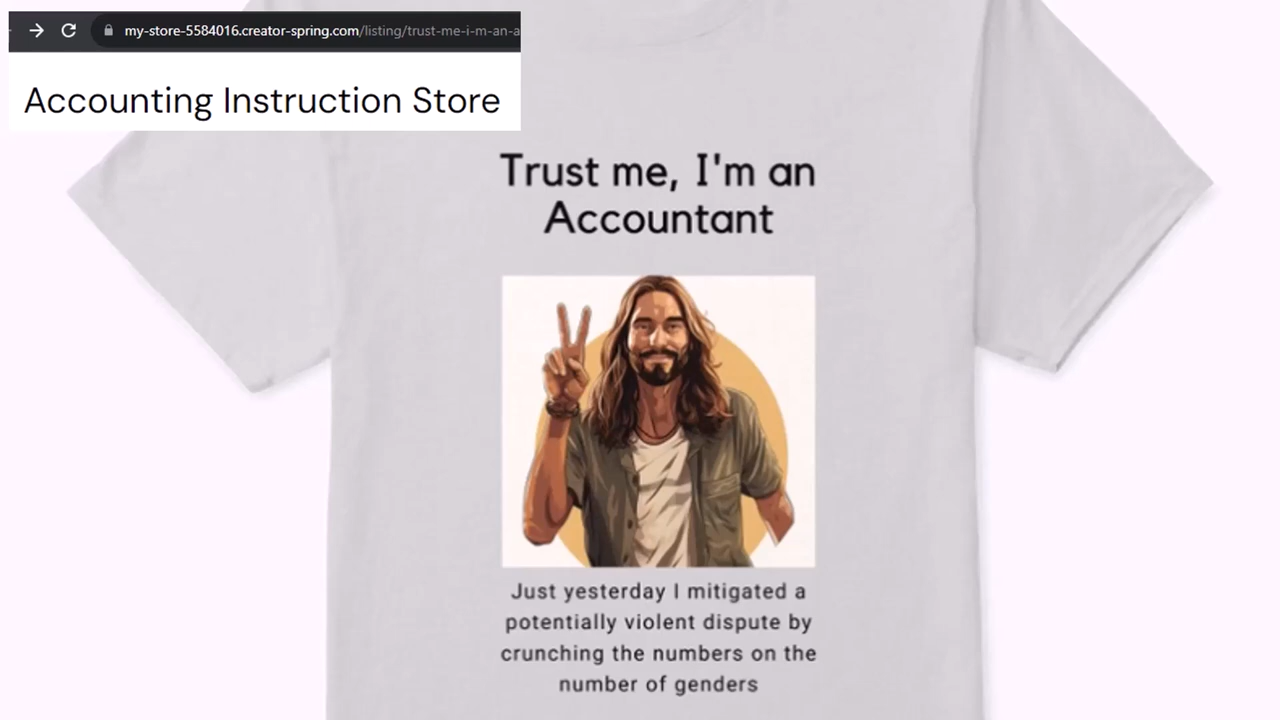 my-store-5584016.creator-spring.com/listing/trust-me-i-m-an-a
Accounting Instruction Store
Trust me, I'm an
Accountant
Just yesterday I mitigated a
potentially violent dispute by
crunching the numbers on the
number of genders